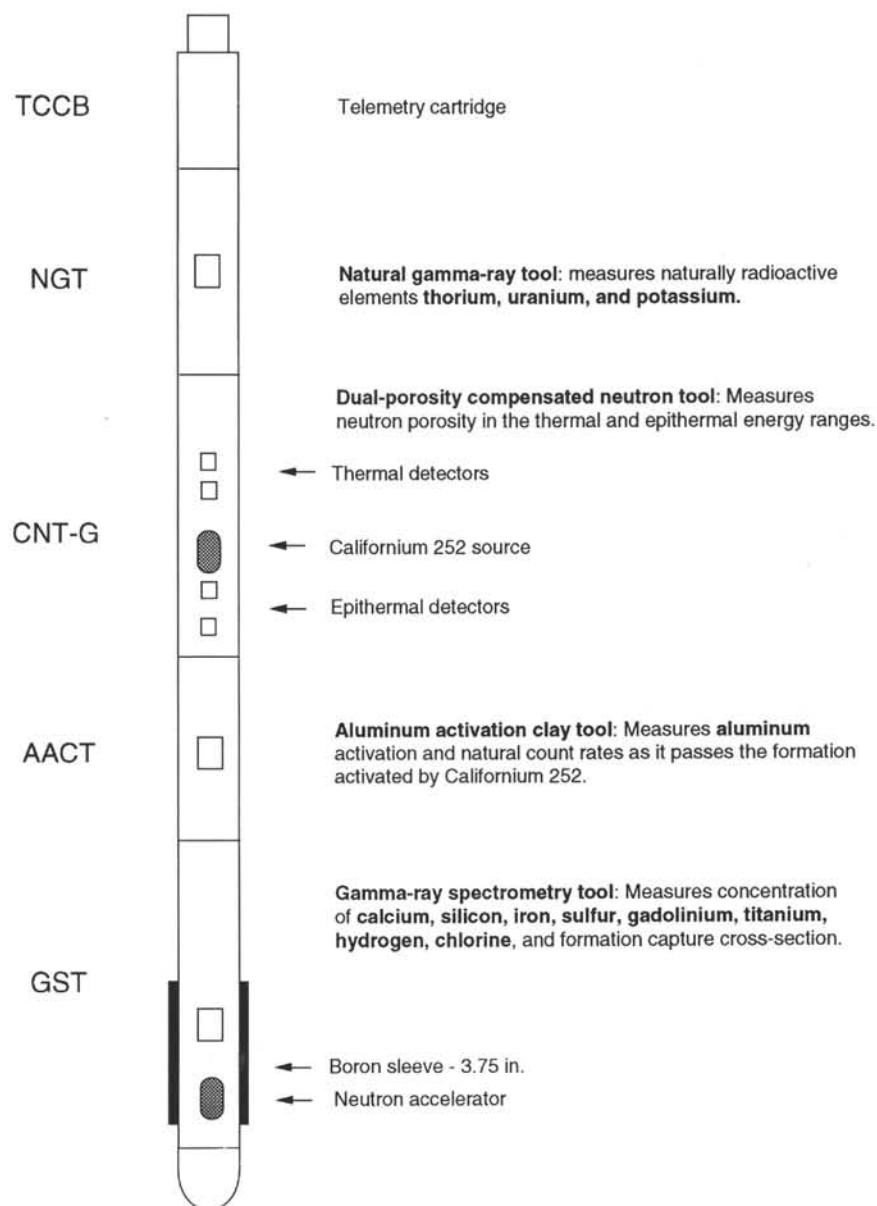 TCCB
Telemetry cartridge
NGT
Natural gamma-ray tool: measures naturally radioactive
elements thorium, uranium, and potassium.
Dual-porosity compensated neutron tool: Measures
neutron porosity in the thermal and epithermal energy ranges.
Thermal detectors
CNT-G
Californium 252 source
Epithermal detectors
AACT
Aluminum activation clay tool: Measures aluminum
activation and natural count rates as it passes the formation
activated by Californium 252.
Gamma-ray spectrometry tool: Measures concentration
of calcium, silicon, iron, sulfur, gadolinium, titanium,
hydrogen, chlorine, and formation capture cross-section.
GST
Boron sleeve - 3.75 in.
Neutron accelerator